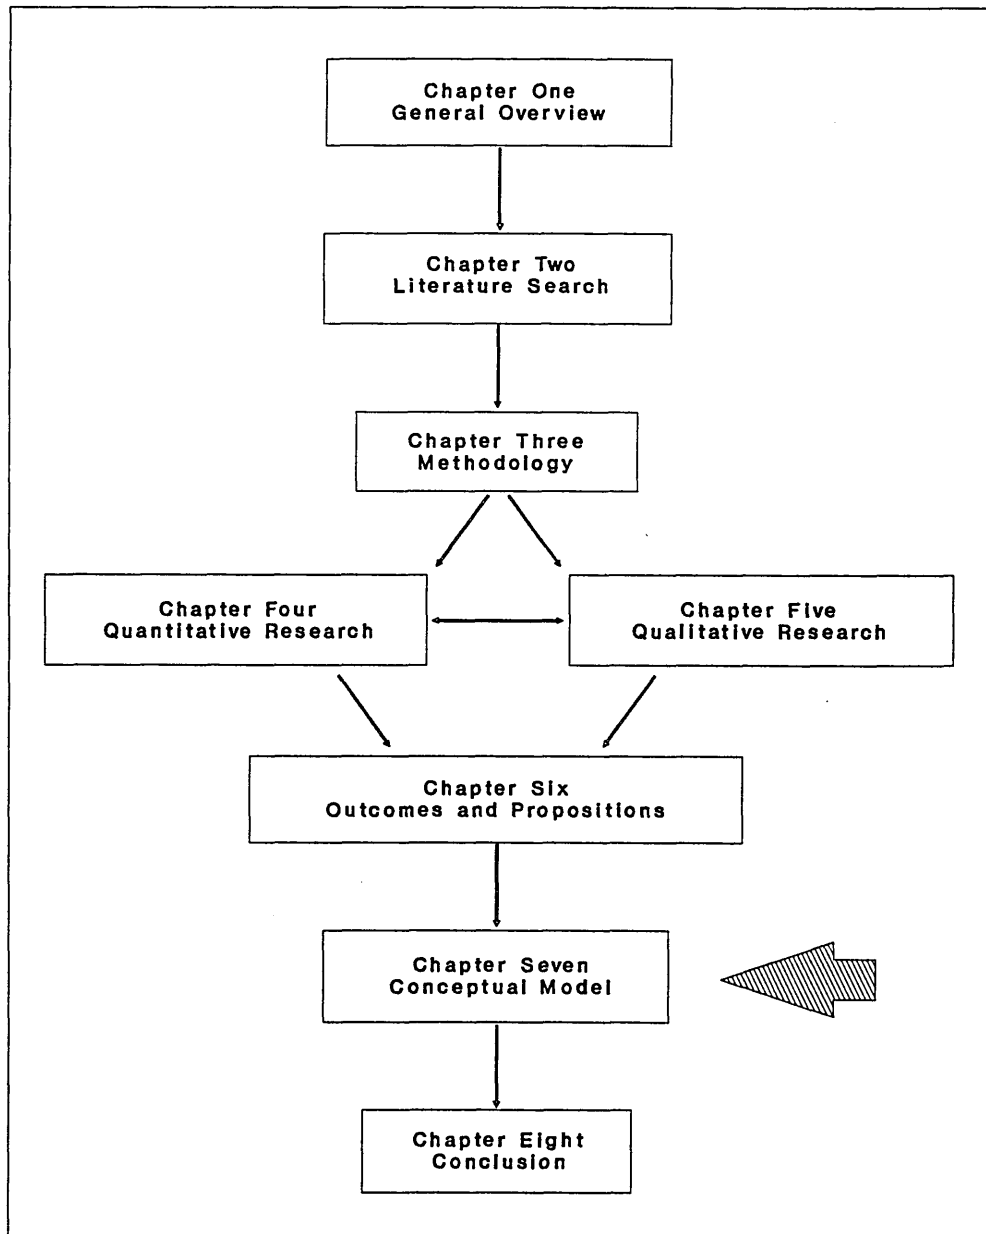 Chapter One
General Overview
Chapter Two
Literature Search
Chapter Three
Methodology
Chapter Four
Quantitative Research
Chapter Five
Qualitative Research
Chapter Six
Outcomes and Propositions
Chapter Seven
Conceptual Model
Chapter Eight
Conclusion